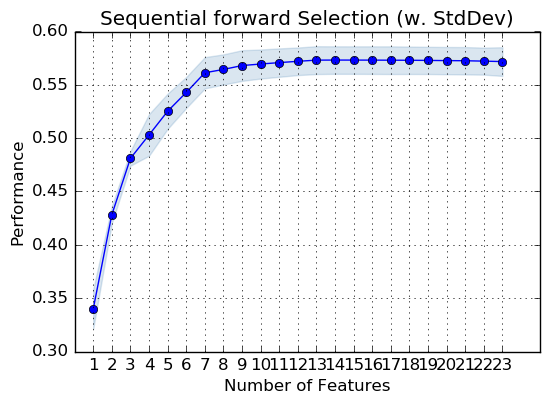 Sequential forward Selection (w. StdDev)
0.60
0.55
0.50
0.45
0.40
0.35
0.30
Performance
1 2 3 4 5 6 7 8 9 10 11 12 13 14 15 16 17 18 19 20 21 22 23
Number of Features